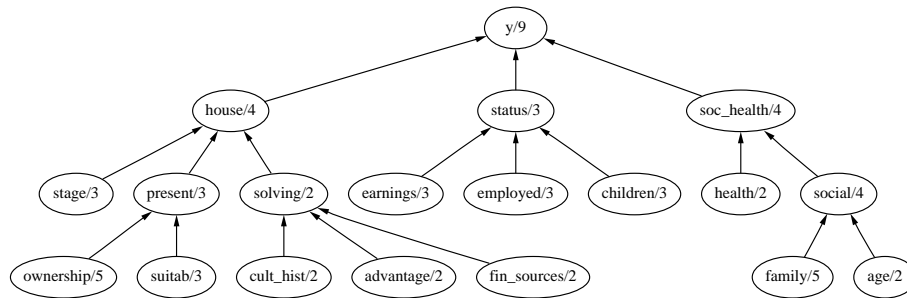 y/9
house/4 status/3 soc_health/4
stage/3 present/3 solving/2 earnings/3 employed/3 children/3 health/2 social/4
ownership/5 suitab/3 cult_hist/2 advantage/2 fin_sources/2 family/5 age/2